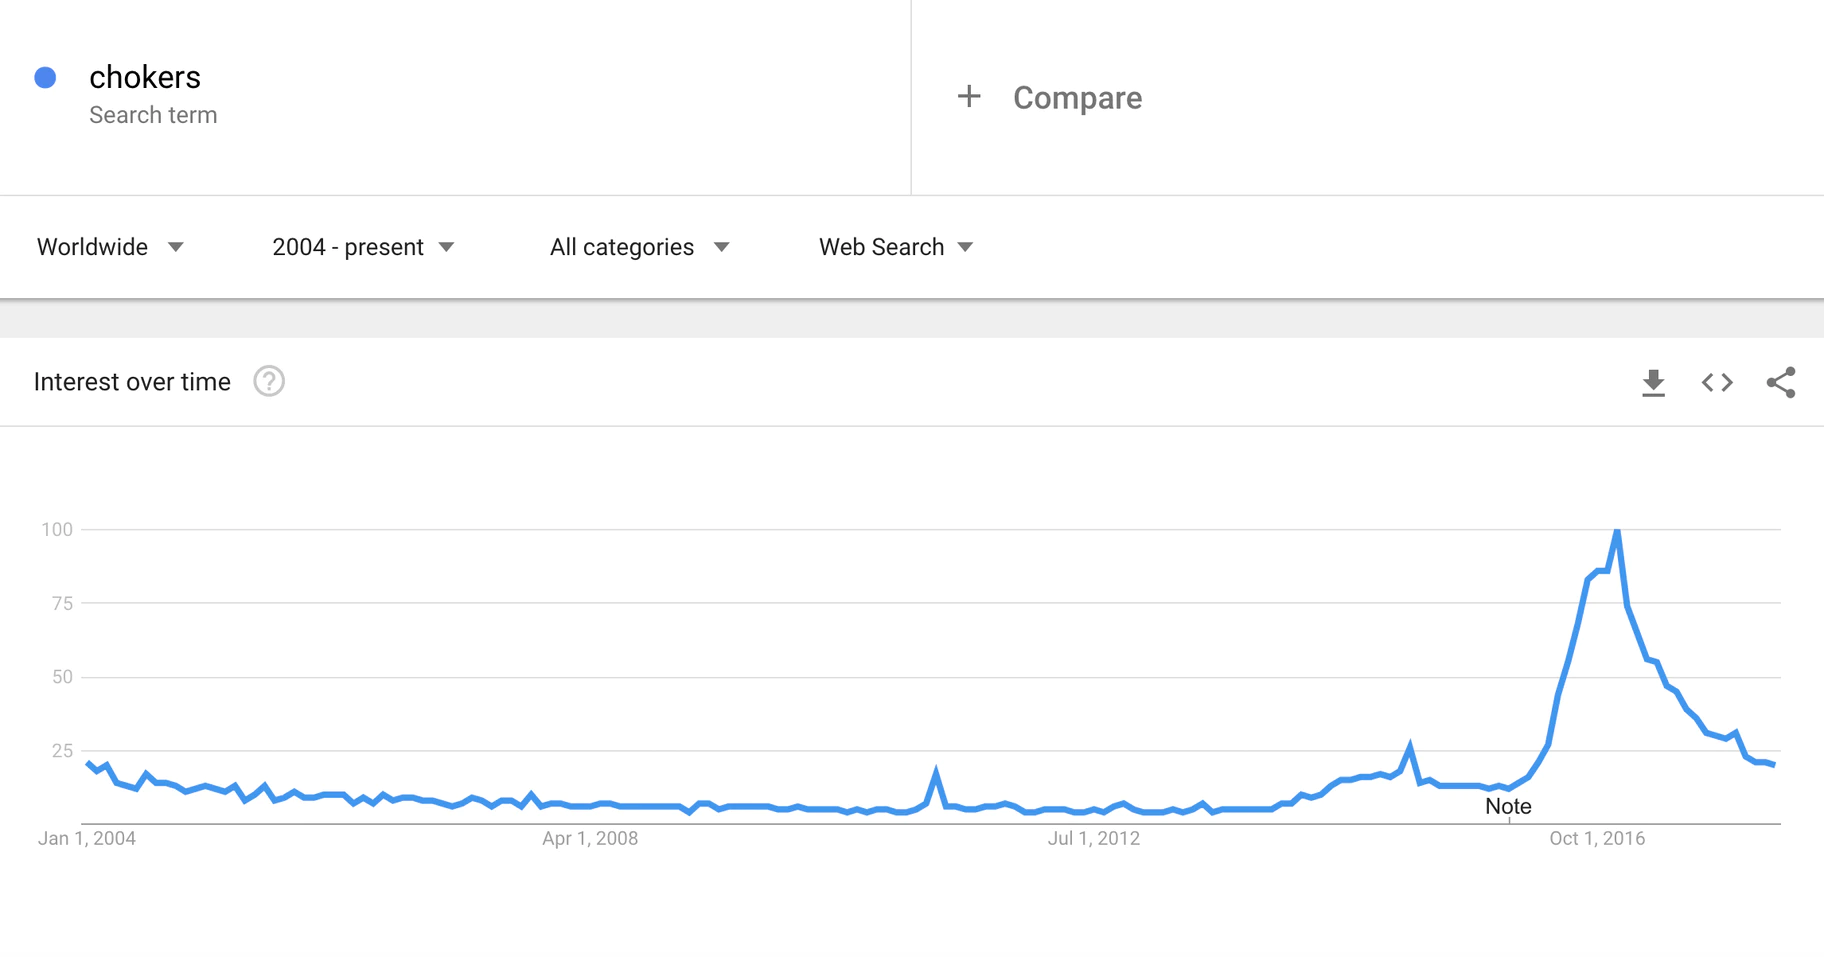 chokers
Search term
+ Compare
Worldwide
2004 - present
All categories
Web Search
Interest over time ?
100
75
50
25
Note
Jan 1, 2004
Apr 1, 2008
Jul 1, 2012
Oct 1, 2016